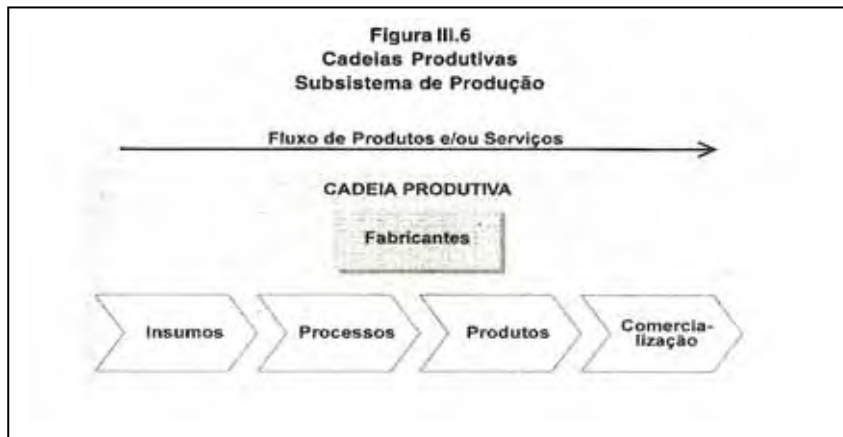 Figura III.6
Cadeias Produtivas
Subsistema de Produção
Fluxo de Produtos e/ou Serviços
CADEIA PRODUTIVA
Fabricantes
Insumos
Processos
Produtos
Comercia-
lização